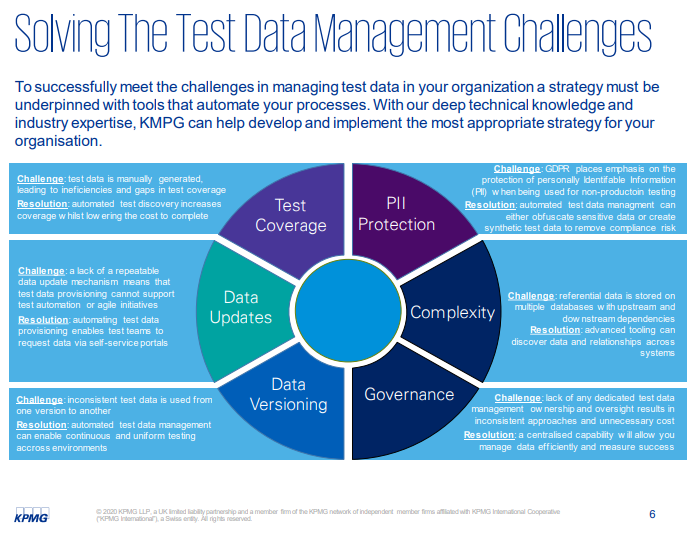 Solving The Test Data Management Challenges
To successfully meet the challenges in managing test data in your organization a strategy must be
underpinned with tools that automate your processes. With our deep technical knowledge and
industry expertise, KMPG can help develop and implement the most appropriate strategy for your
organisation.
Challenge: test data is manually generated,
leading to ineficiencies and gaps in test coverage
Resolution: automated test discovery increases
coverage whilst lowering the cost to complete
Test
Coverage
PII
Protection
Challenge: GDPR places emphasis on the
protection of personally Identifable Information
(PII) when being used for non-productoin testing
Resolution: automated test data managment can
either obfuscate sensitive data or create
synthetic test data to remove compliance risk
Challenge: a lack of a repeatable
data update mechanism means that
test data provisioning cannot support
test automation or agile initiatives
Resolution: automating test data
provisioning enables test teams to
request data via self-service portals
Data
Updates
Complexity
Challenge: referential data is stored on
multiple databases with upstream and
downstream dependencies
Resolution: advanced tooling can
discover data and relationships across
systems
Challenge: inconsistent test data is used from
one version to another
Resolution: automated test data management
can enable continuous and uniform testing
accross environments
Data
Versioning
Governance
Challenge: lack of any dedicated test data
management ownership and oversight results in
inconsistent approaches and unnecessary cost
Resolution: a centralised capability will allow you
manage data efficiently and measure success
KPMG
© 2020 KPMG LLP, a UK limited liability partnership and a member firm of the KPMG network of independent member firms affiliated with KPMG International Cooperative
("KPMG International"), a Swiss entity. All rights reserved.
6